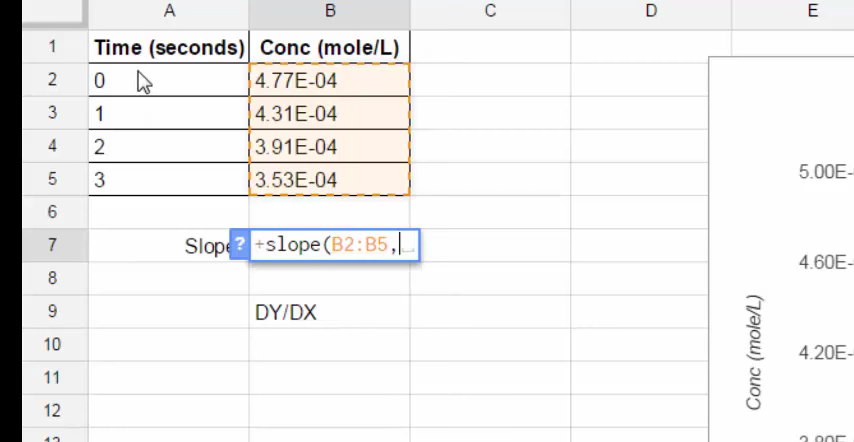 A B C D E
1 Time (seconds) Conc (mole/L)
2 0 4.77E-04
3 1 4.31E-04
4 2 3.91E-04
5 3 3.53E-04
6
7 Slope ? +slope(B2:B5,
8
9 DY/DX
10
11
12
5.00E-
4.60E-
4.20E-
Conc (mole/L)